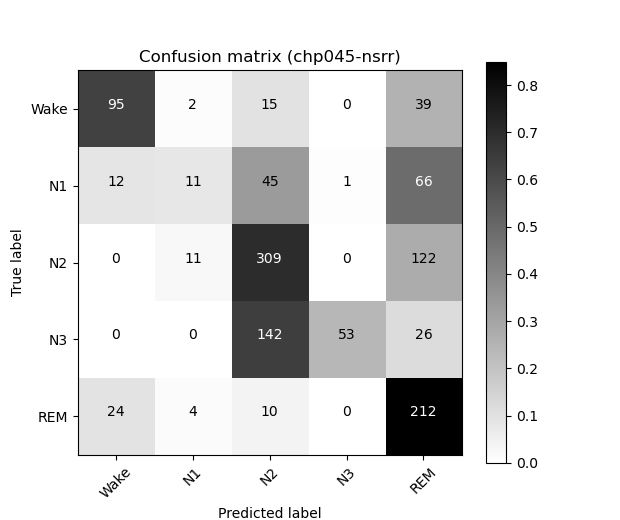 Confusion matrix (chp045-nsrr)
Wake 95 2 15 0 39
N1 12 11 45 1 66
N2 0 11 309 0 122
N3 0 0 142 53 26
REM 24 4 10 0 212
Wake N1 N2 N3 REM
Predicted label
True label
0.8
0.7
0.6
0.5
0.4
0.3
0.2
0.1
0.0